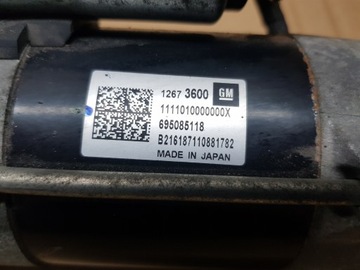 1267 3600 GM
1111010000000X
695085118
B216187110881782
MADE IN JAPAN